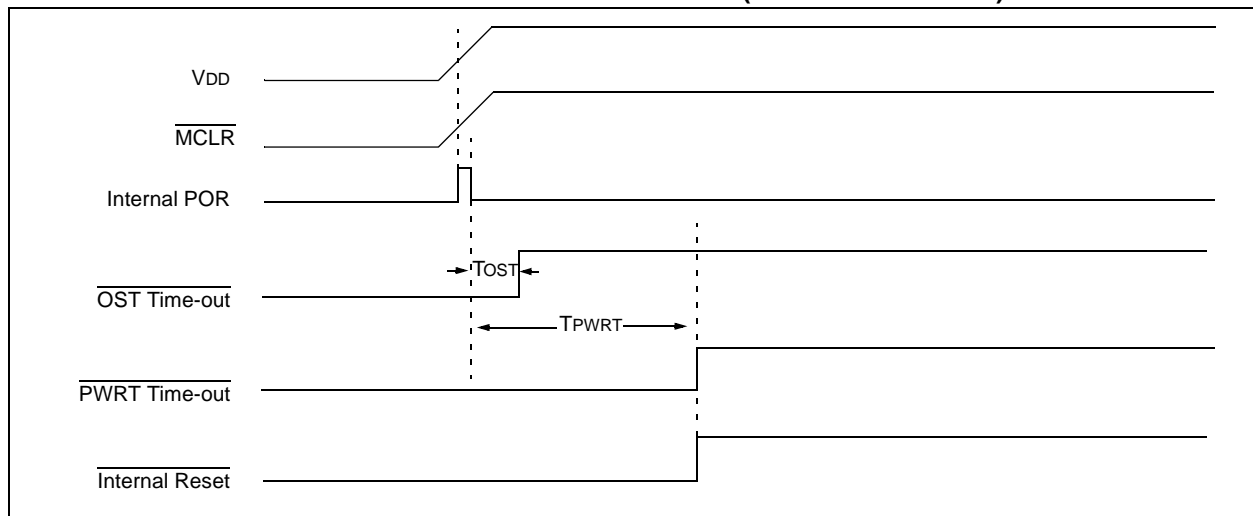 VDD
MCLR
Internal POR
TOST
OST Time-out
TPWRT
PWRT Time-out
Internal Reset